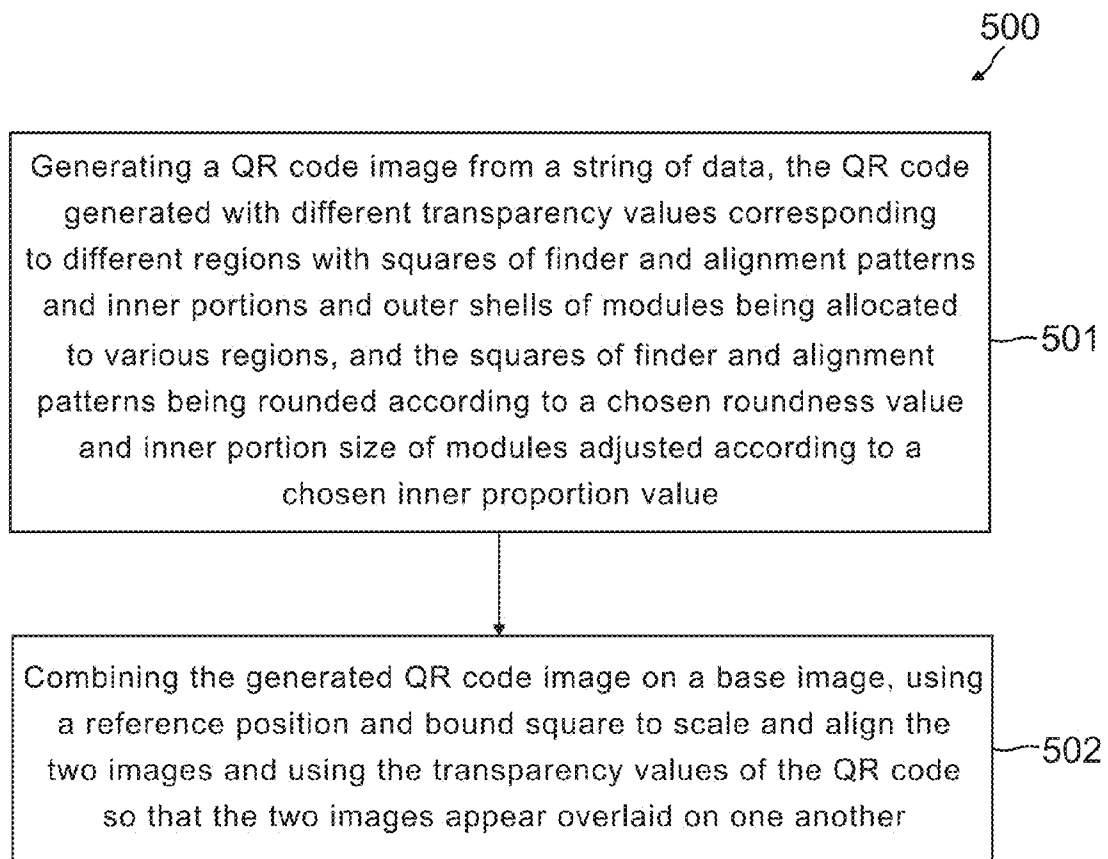 500
Generating a QR code image from a string of data, the QR code
generated with different transparency values corresponding
to different regions with squares of finder and alignment patterns
and inner portions and outer shells of modules being allocated
to various regions, and the squares of finder and alignment
patterns being rounded according to a chosen roundness value
and inner portion size of modules adjusted according to a
chosen inner proportion value
501
Combining the generated QR code image on a base image, using
a reference position and bound square to scale and align the
two images and using the transparency values of the QR code
so that the two images appear overlaid on one another
502